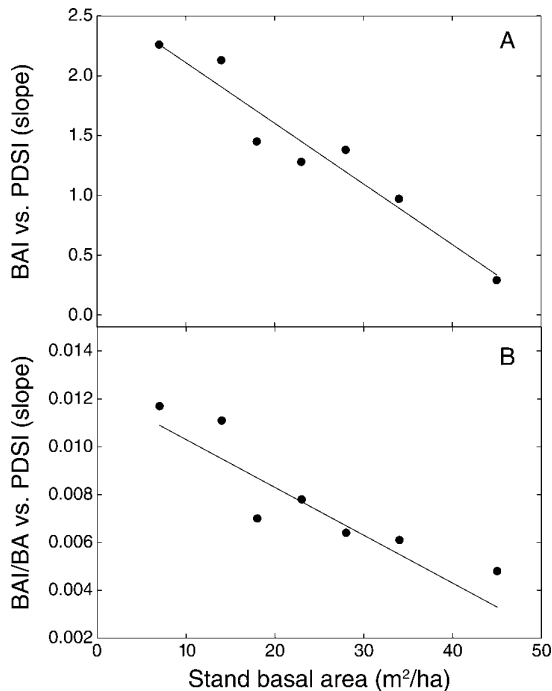 A
BAI vs. PDSI (slope)
2.5
2.0
1.5
1.0
0.5
0.0
B
BAI/BA vs. PDSI (slope)
0.014
0.012
0.010
0.008
0.006
0.004
0.002
0 10 20 30 40 50
Stand basal area (m²/ha)